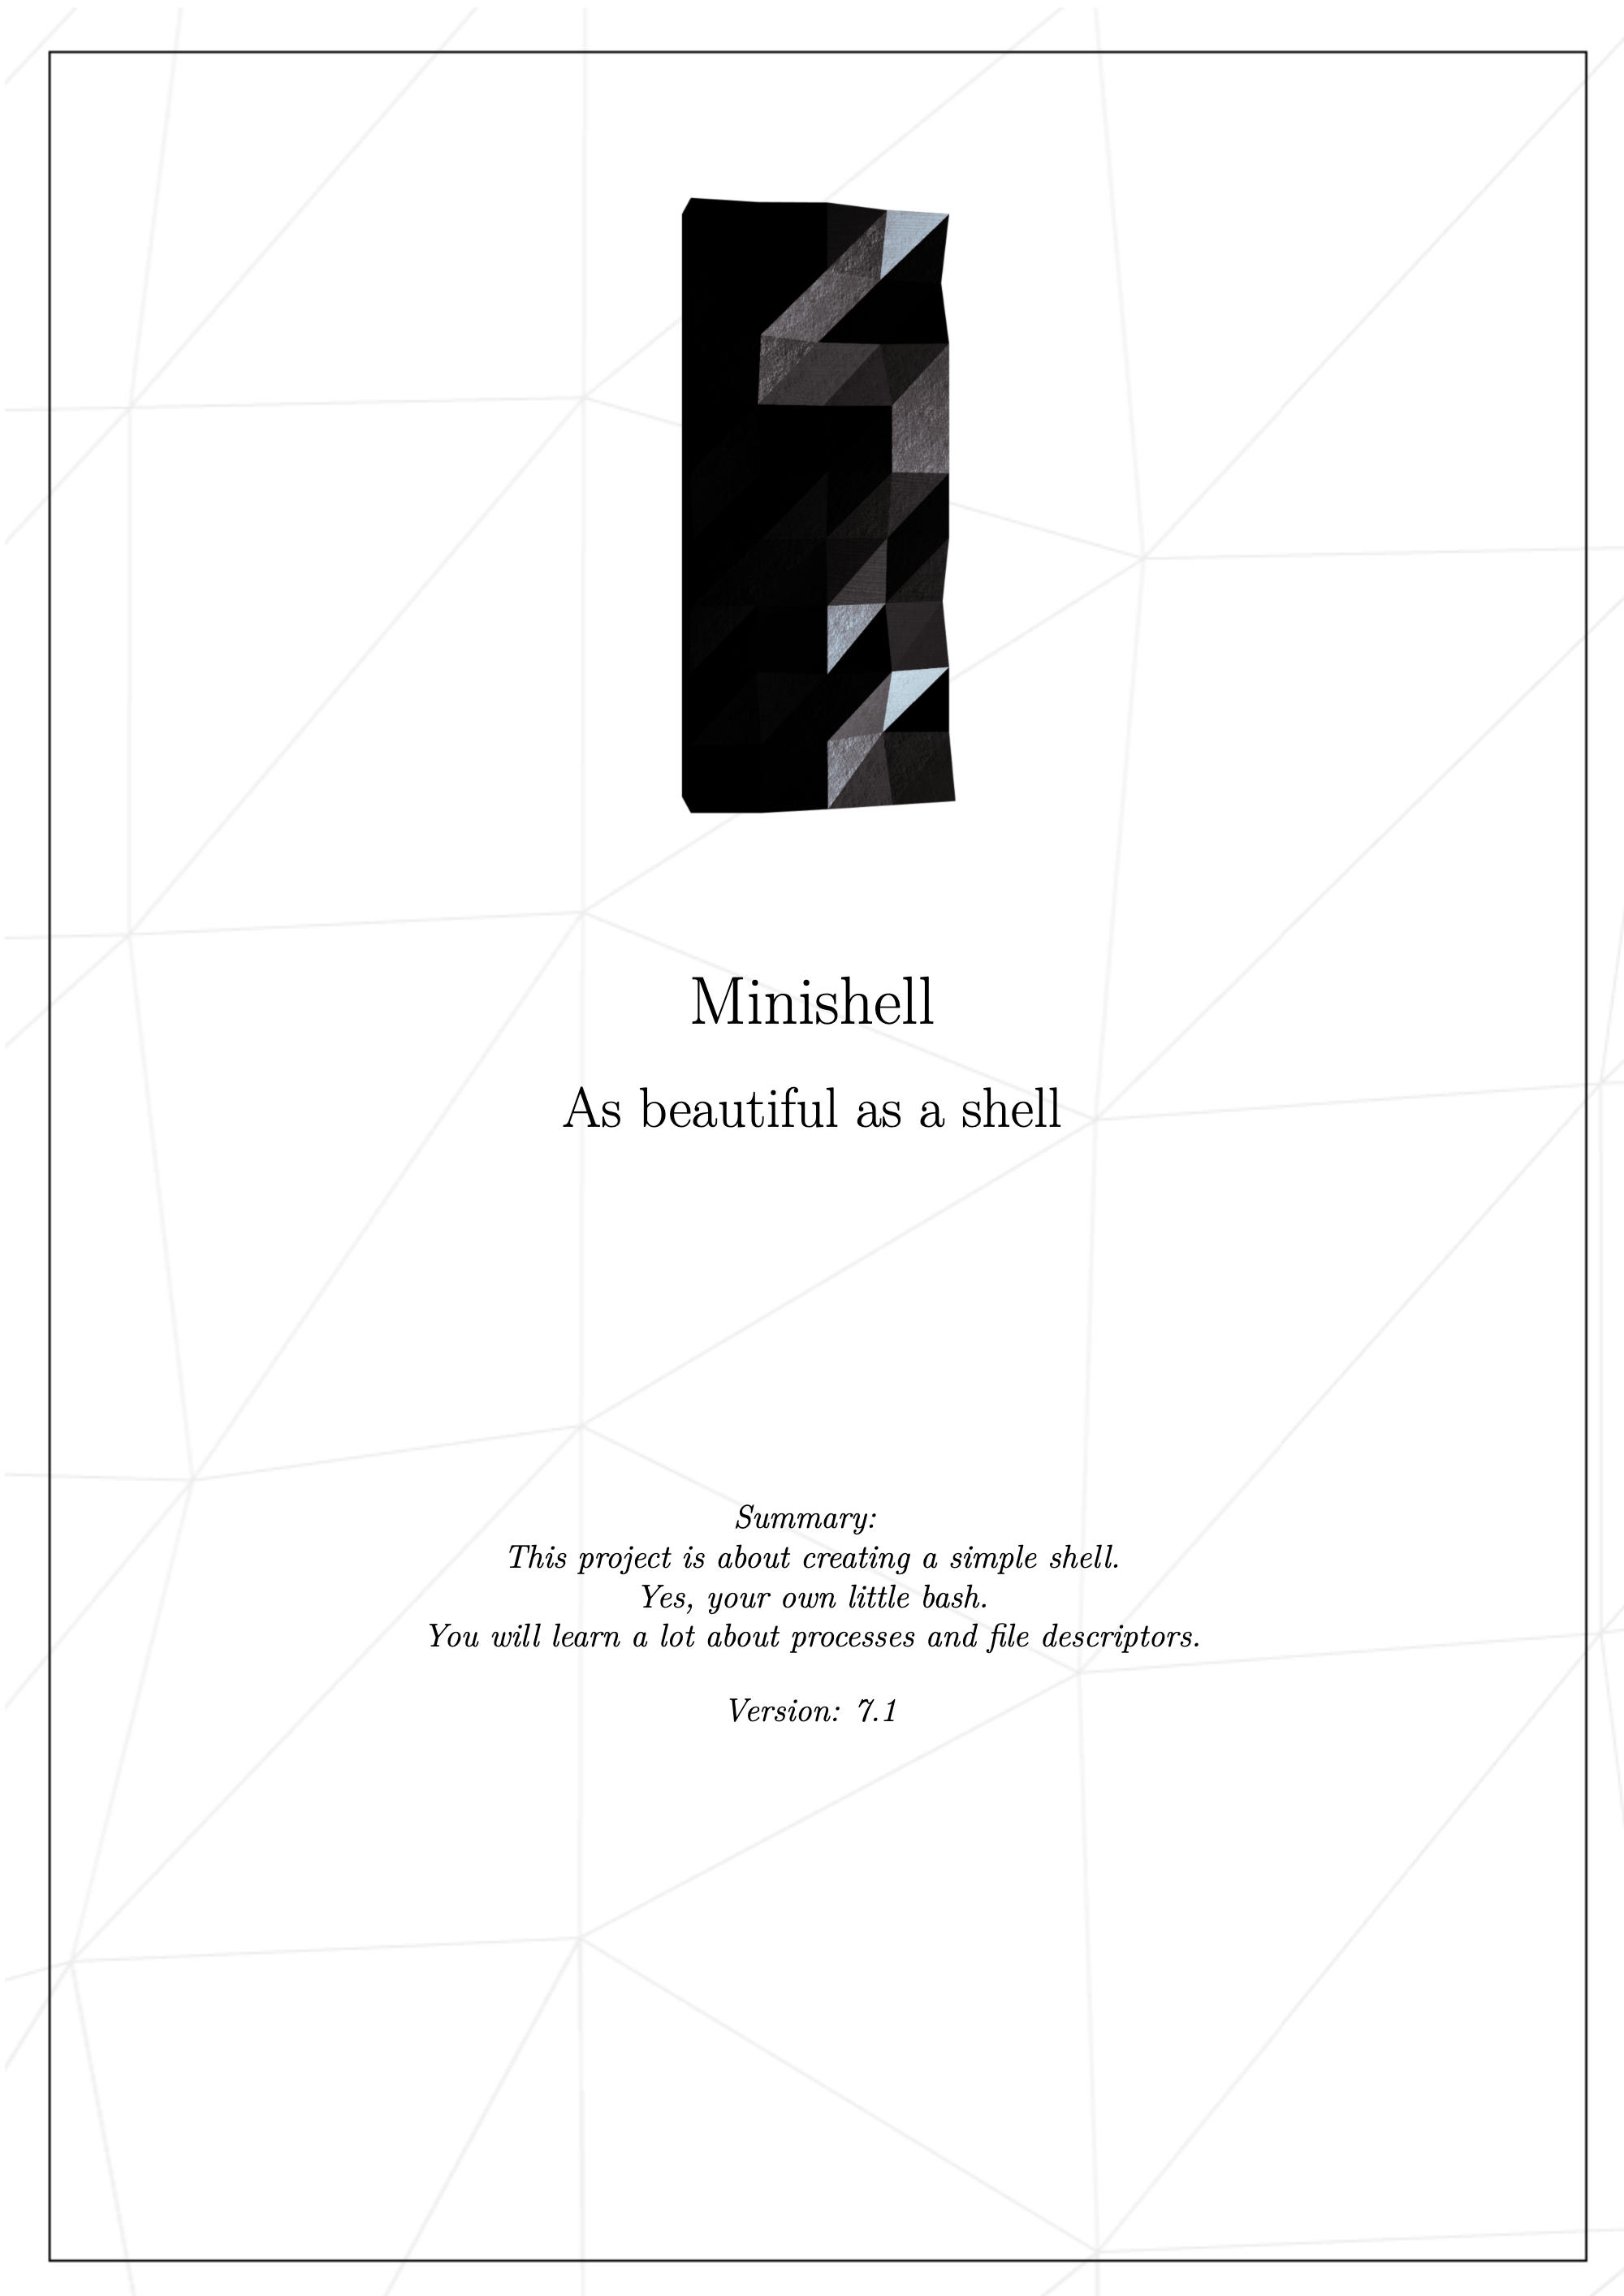 Minishell
As beautiful as a shell
Summary:
This project is about creating a simple shell.
Yes, your own little bash.
You will learn a lot about processes and file descriptors.
Version: 7.1